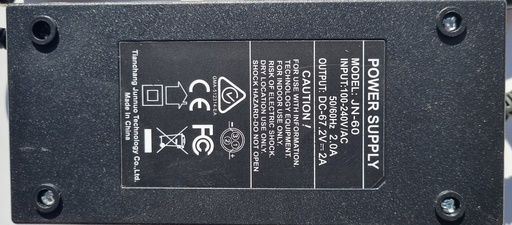 POWER SUPPLY
MODEL: JN-60
INPUT:100-240V/AC
50/60Hz 2.0A
OUTPUT: DC-67.2V⎓2A
CAUTION !
FOR USE WITH INFORMATION.
TECHNOLOGY EQUIPMENT.
FOR INDOOR USE ONLY.
RISK OF ELECTRIC SHOCK.
DRY LOCATION USE ONLY.
SHOCK HAZARD-DO NOT OPEN
CE FC
Tianchang Junnuo Technology Co.,Ltd.
Made in China